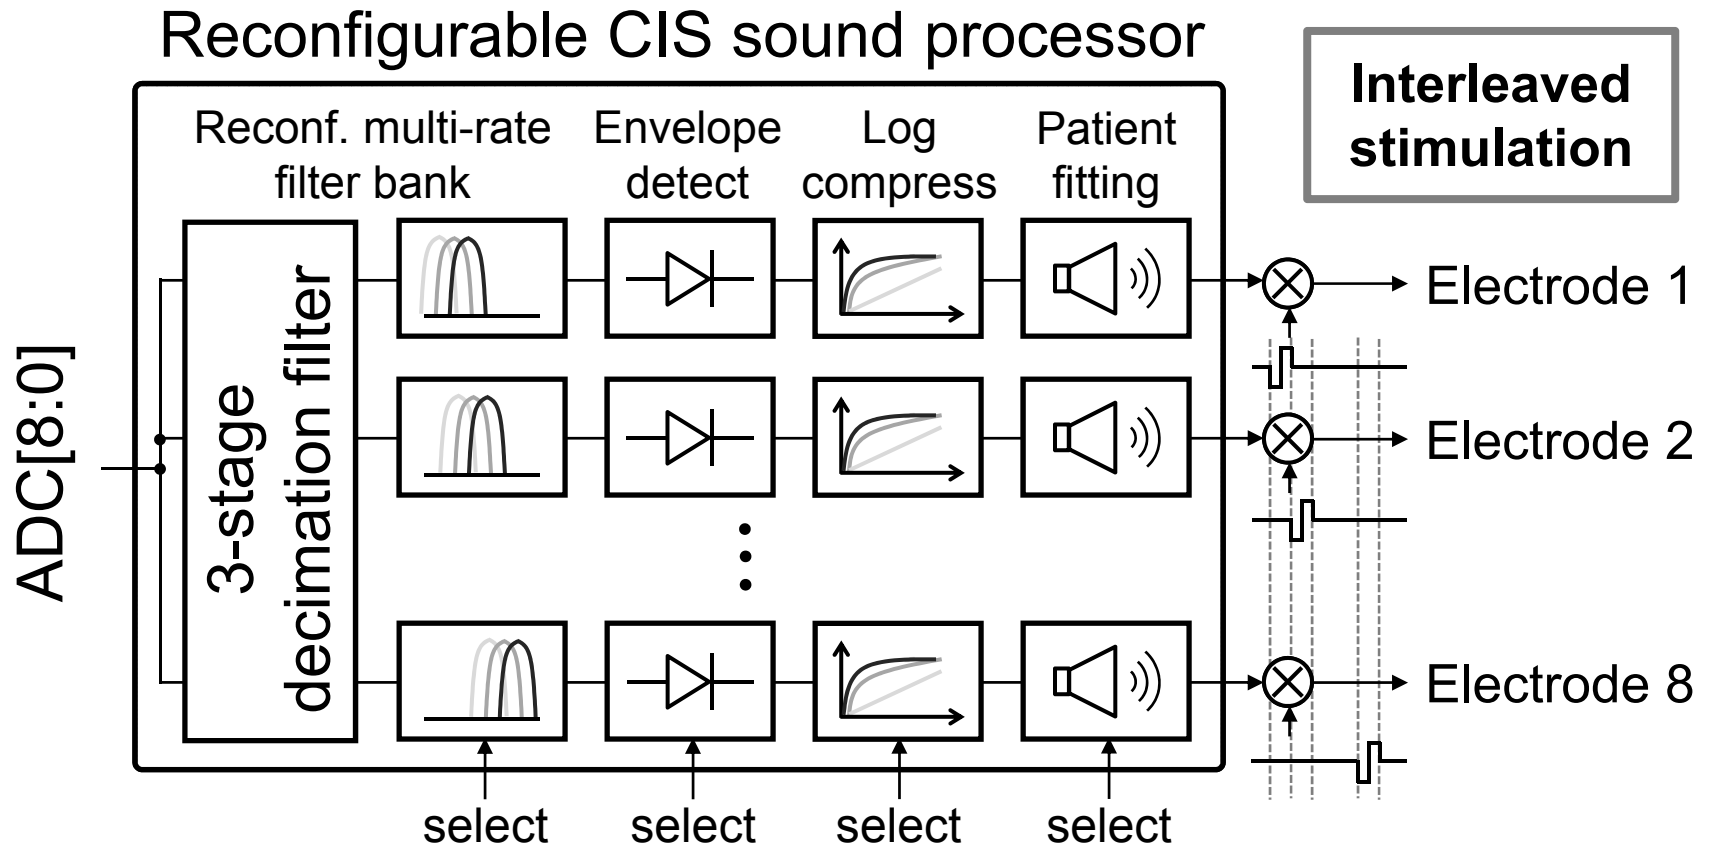 Reconfigurable CIS sound processor
Interleaved
stimulation
Reconf. multi-rate
filter bank
Envelope
detect
Log
compress
Patient
fitting
ADC[8:0]
3-stage
decimation filter
Electrode 1
Electrode 2
Electrode 8
select
select
select
select